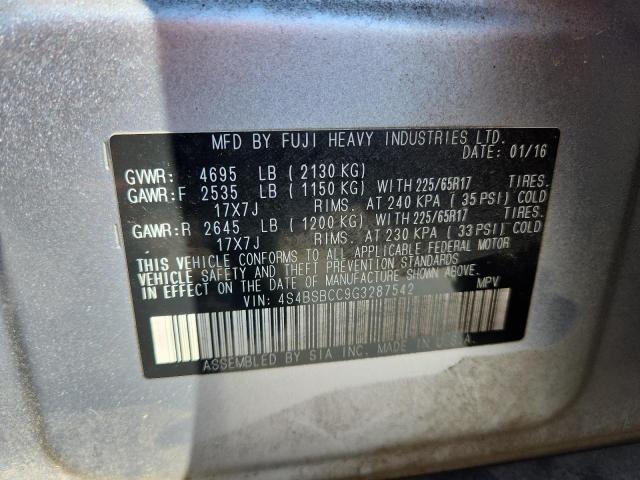 MFD BY FUJI HEAVY INDUSTRIES LTD.
DATE: 01/16
GVWR: 4695 LB (2130 KG)
GAWR:F 2535 LB (1150 KG) WITH 225/65R17 TIRES.
17X7J RIMS. AT 240 KPA (35 PSI) COLD
GAWR:R 2645 LB (1200 KG) WITH 225/65R17 TIRES.
17X7J RIMS. AT 230 KPA (33 PSI) COLD
THIS VEHICLE CONFORMS TO ALL APPLICABLE FEDERAL MOTOR
VEHICLE SAFETY AND THEFT PREVENTION STANDARDS
IN EFFECT ON THE DATE OF MANUFACTURE SHOWN ABOVE.
VIN: 4S4BSBCC9G3287542 MPV
ASSEMBLED BY SIA INC. MADE IN U.S.A.